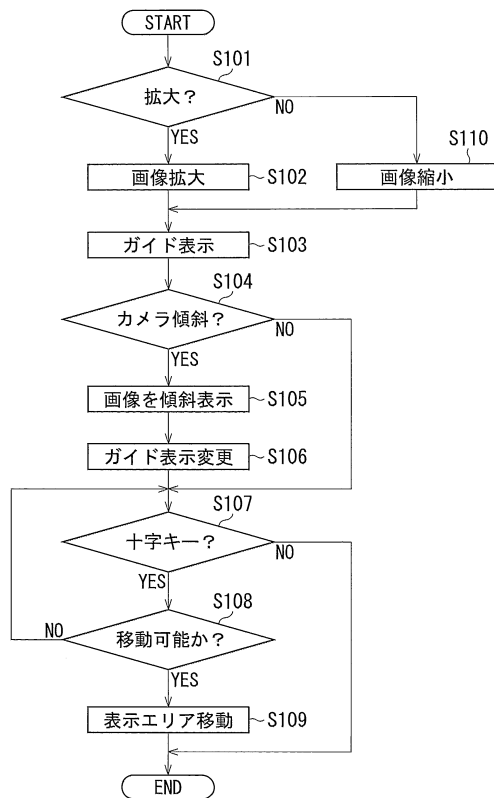 START
S101
拡大？
NO
YES
S110
画像拡大
S102
画像縮小
ガイド表示
S103
S104
カメラ傾斜？
NO
YES
画像を傾斜表示
S105
ガイド表示変更
S106
S107
十字キー？
NO
YES
S108
NO
移動可能か？
YES
表示エリア移動
S109
END